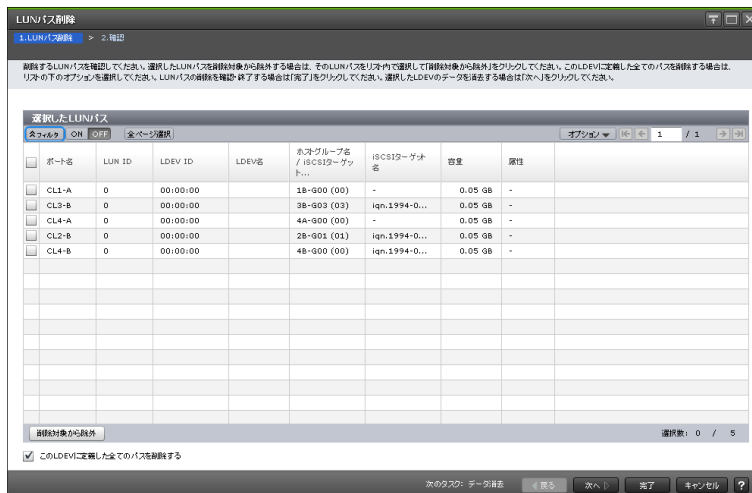 LUNパス削除
1.LUNパス削除 > 2.確認
削除するLUNパスを確認してください。選択したLUNパスを削除対象から除外する場合は、そのLUNパスをリスト内で選択して「削除対象から除外」をクリックしてください。このLDEVに定義した全てのパスを削除する場合は、
リストの下のオプションを選択してください。LUNパスの削除を確認・終了する場合は「完了」をクリックしてください。選択したLDEVのデータを消去する場合は「次へ」をクリックしてください。
選択したLUNパス
フィルタ ON OFF 全ページ選択 オプション 1 / 1
ポート名 LUN ID LDEV ID LDEV名 ホストグループ名 / iSCSIターゲット... iSCSIターゲット名 容量 属性
CL1-A 0 00:00:00 1B-G00 (00) - 0.05 GB -
CL3-B 0 00:00:00 3B-G03 (03) iqn.1994-0... 0.05 GB -
CL4-A 0 00:00:00 4A-G00 (00) - 0.05 GB -
CL2-B 0 00:00:00 2B-G01 (01) iqn.1994-0... 0.05 GB -
CL4-B 0 00:00:00 4B-G00 (00) iqn.1994-0... 0.05 GB -
削除対象から除外 選択数: 0 / 5
このLDEVに定義した全てのパスを削除する
次のタスク: データ消去 戻る 次へ 完了 キャンセル ?